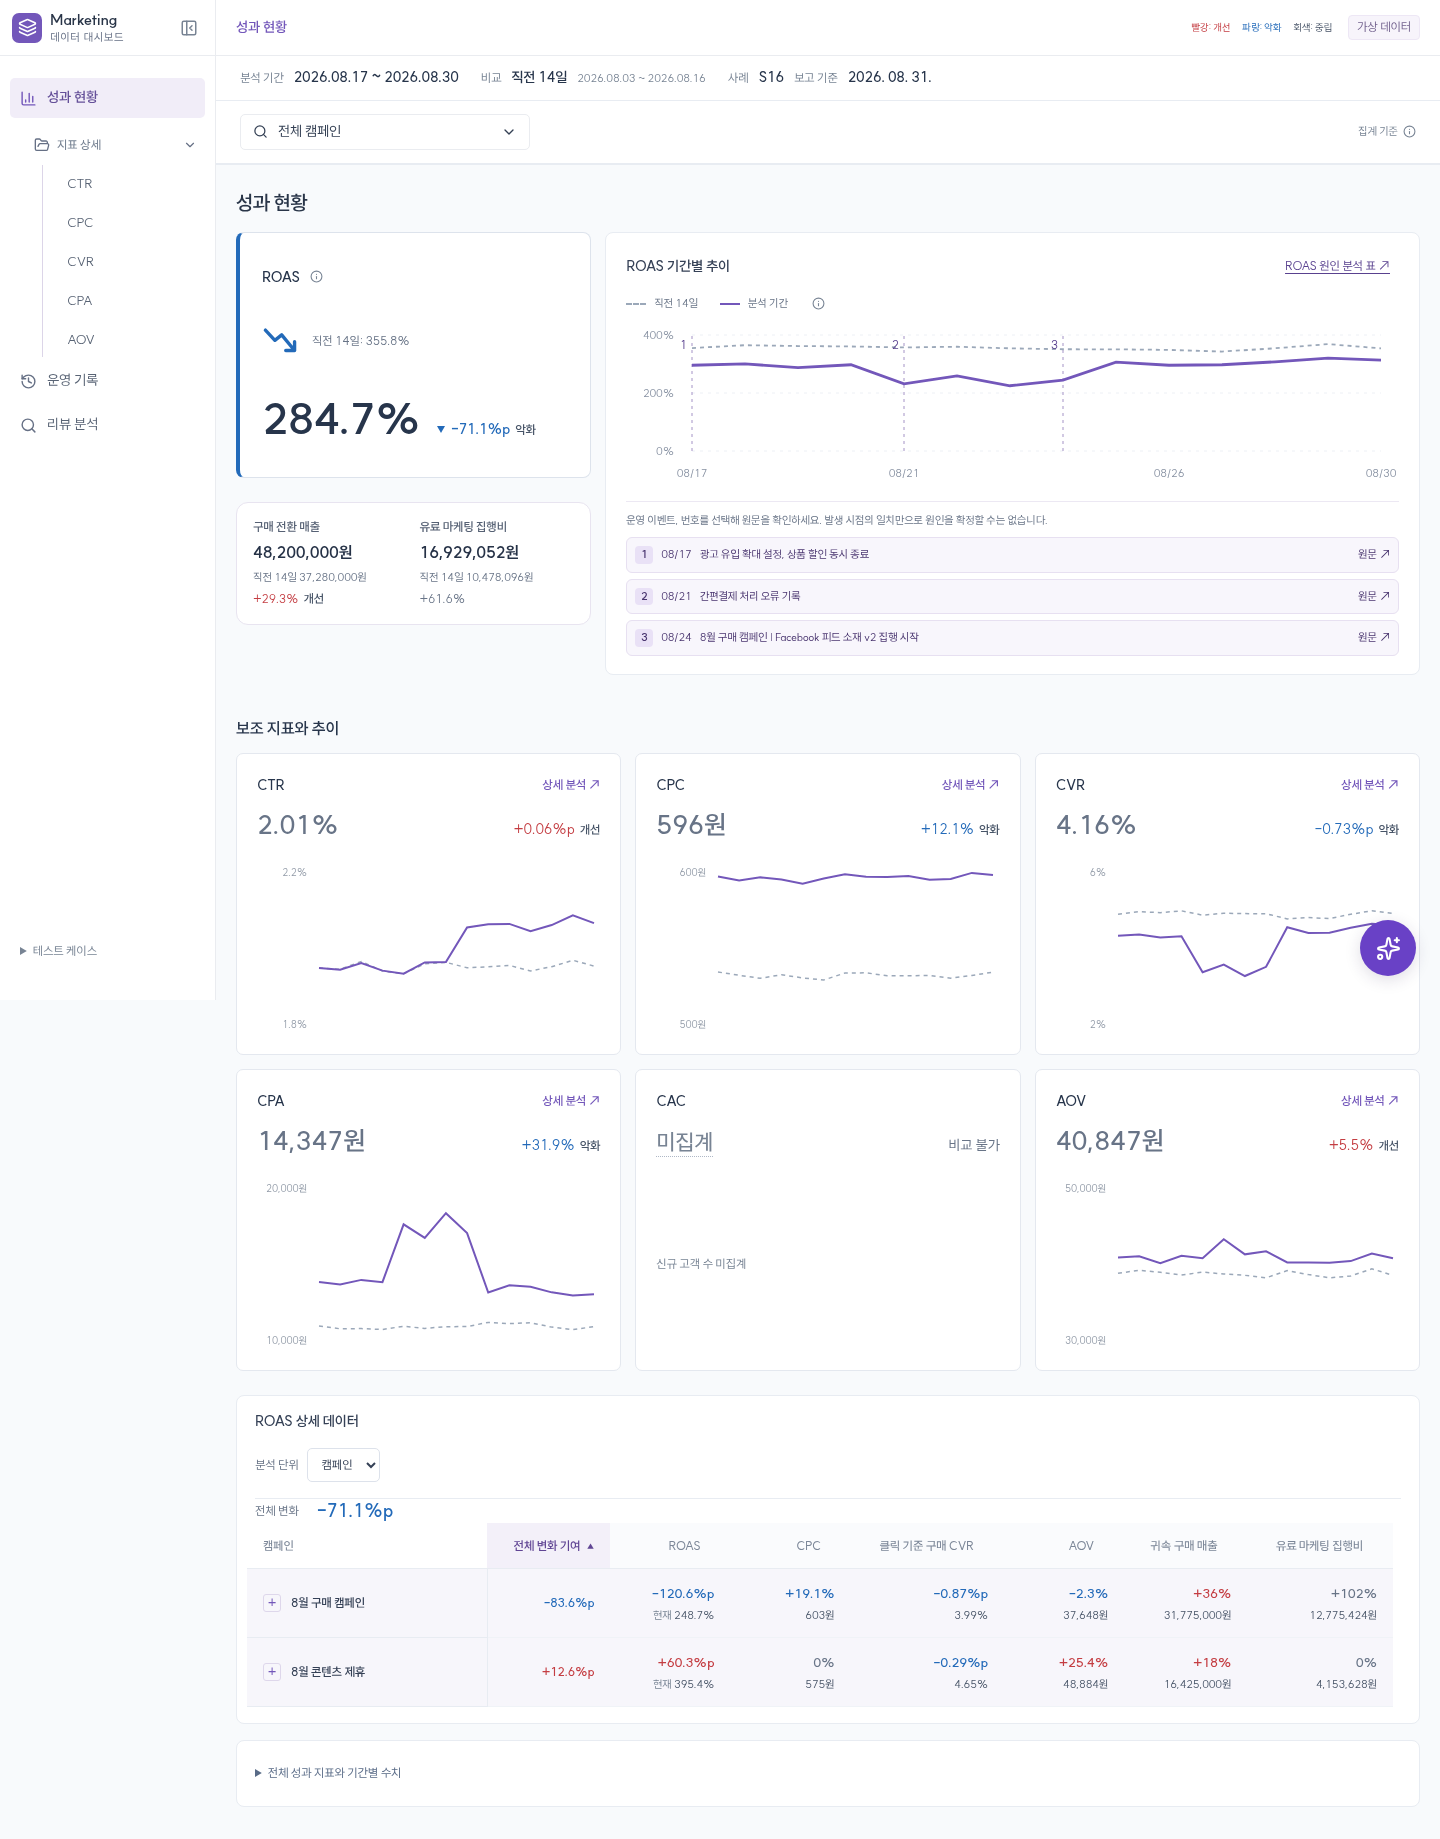 Marketing
데이터 대시보드
성과 현황
지표 상세
CTR
CPC
CVR
CPA
AOV
운영 기록
리뷰 분석
▶ 테스트 케이스
성과 현황
빨강: 개선 파랑: 악화 회색: 중립 가상 데이터
분석 기간 2026.08.17 ~ 2026.08.30 비교 직전 14일 2026.08.03 ~ 2026.08.16 사례 S16 보고 기준 2026. 08. 31.
전체 캠페인
집계 기준
성과 현황
ROAS
직전 14일: 355.8%
284.7% ▼ -71.1%p 악화
구매 전환 매출
48,200,000원
직전 14일 37,280,000원
+29.3% 개선
유료 마케팅 집행비
16,929,052원
직전 14일 10,478,096원
+61.6%
ROAS 기간별 추이
ROAS 원인 분석 표 ↗
직전 14일 분석 기간
400%
200%
0%
1 2 3
08/17 08/21 08/26 08/30
운영 이벤트, 번호를 선택해 원문을 확인하세요. 발생 시점의 일치만으로 원인을 확정할 수는 없습니다.
1 08/17 광고 유입 확대 설정, 상품 할인 동시 종료 원문 ↗
2 08/21 간편결제 처리 오류 기록 원문 ↗
3 08/24 8월 구매 캠페인 | Facebook 피드 소재 v2 집행 시작 원문 ↗
보조 지표와 추이
CTR 상세 분석 ↗
2.01% +0.06%p 개선
2.2%
1.8%
CPC 상세 분석 ↗
596원 +12.1% 악화
600원
500원
CVR 상세 분석 ↗
4.16% -0.73%p 악화
6%
2%
CPA 상세 분석 ↗
14,347원 +31.9% 악화
20,000원
10,000원
CAC
미집계 비교 불가
신규 고객 수 미집계
AOV 상세 분석 ↗
40,847원 +5.5% 개선
50,000원
30,000원
ROAS 상세 데이터
분석 단위 캠페인
전체 변화 -71.1%p
캠페인 전체 변화 기여 ▲ ROAS CPC 클릭 기준 구매 CVR AOV 귀속 구매 매출 유료 마케팅 집행비
+ 8월 구매 캠페인 -83.6%p -120.6%p +19.1% -0.87%p -2.3% +36% +102%
현재 248.7% 603원 3.99% 37,648원 31,775,000원 12,775,424원
+ 8월 콘텐츠 제휴 +12.6%p +60.3%p 0% -0.29%p +25.4% +18% 0%
현재 395.4% 575원 4.65% 48,884원 16,425,000원 4,153,628원
▶ 전체 성과 지표와 기간별 수치